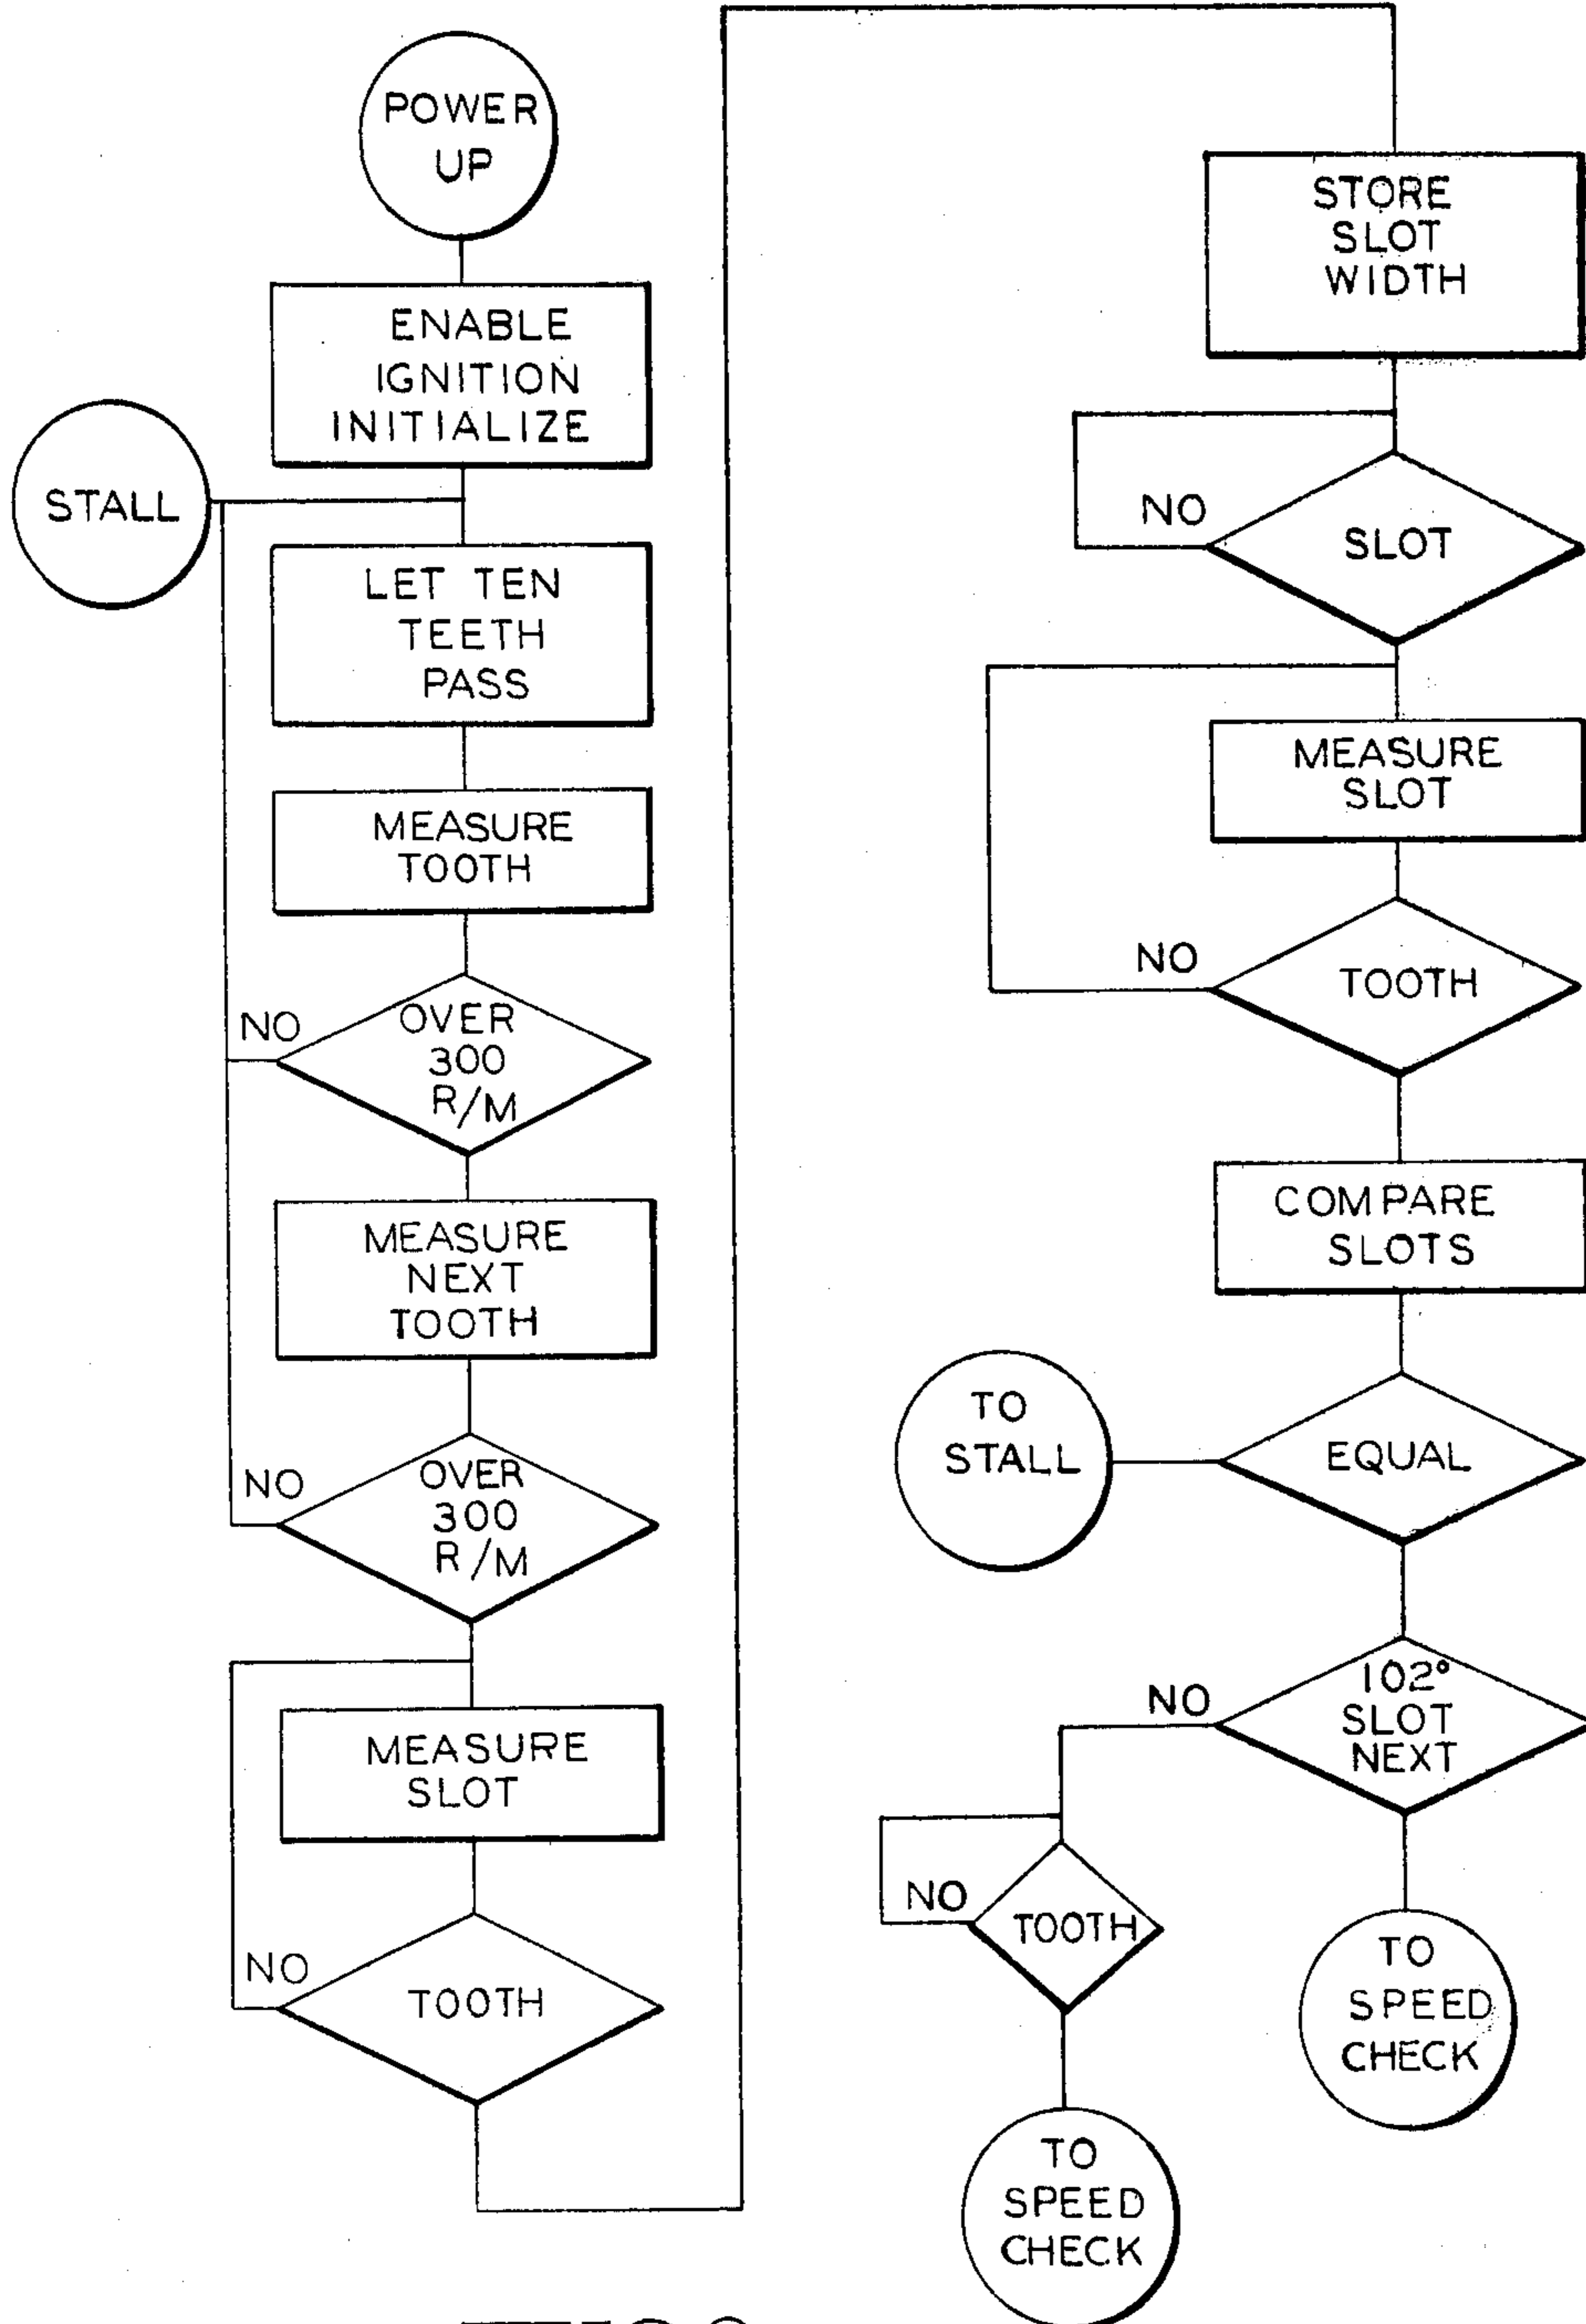 POWER
UP
ENABLE
IGNITION
INITIALIZE
STALL
LET TEN
TEETH
PASS
MEASURE
TOOTH
NO
OVER
300
R/M
MEASURE
NEXT
TOOTH
NO
OVER
300
R/M
MEASURE
SLOT
NO
TOOTH
STORE
SLOT
WIDTH
NO
SLOT
MEASURE
SLOT
NO
TOOTH
COMPARE
SLOTS
TO
STALL
EQUAL
NO
102°
SLOT
NEXT
NO
TOOTH
TO
SPEED
CHECK
TO
SPEED
CHECK